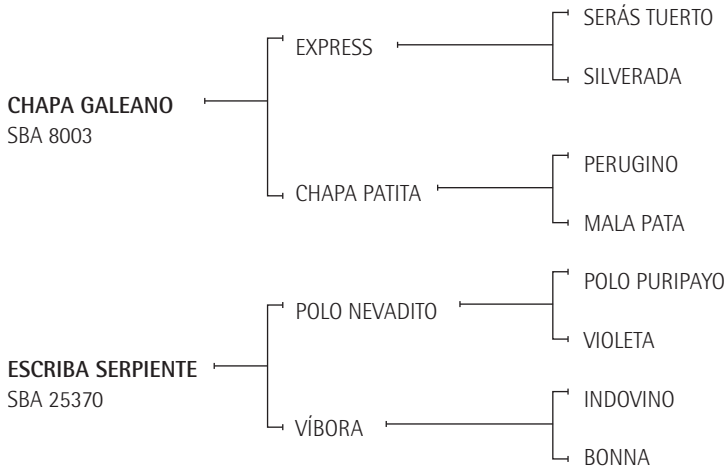 SERÁS TUERTO
EXPRESS
SILVERADA
CHAPA GALEANO
SBA 8003
PERUGINO
CHAPA PATITA
MALA PATA
POLO PURIPAYO
POLO NEVADITO
VIOLETA
ESCRIBA SERPIENTE
SBA 25370
INDOVINO
VÍBORA
BONNA